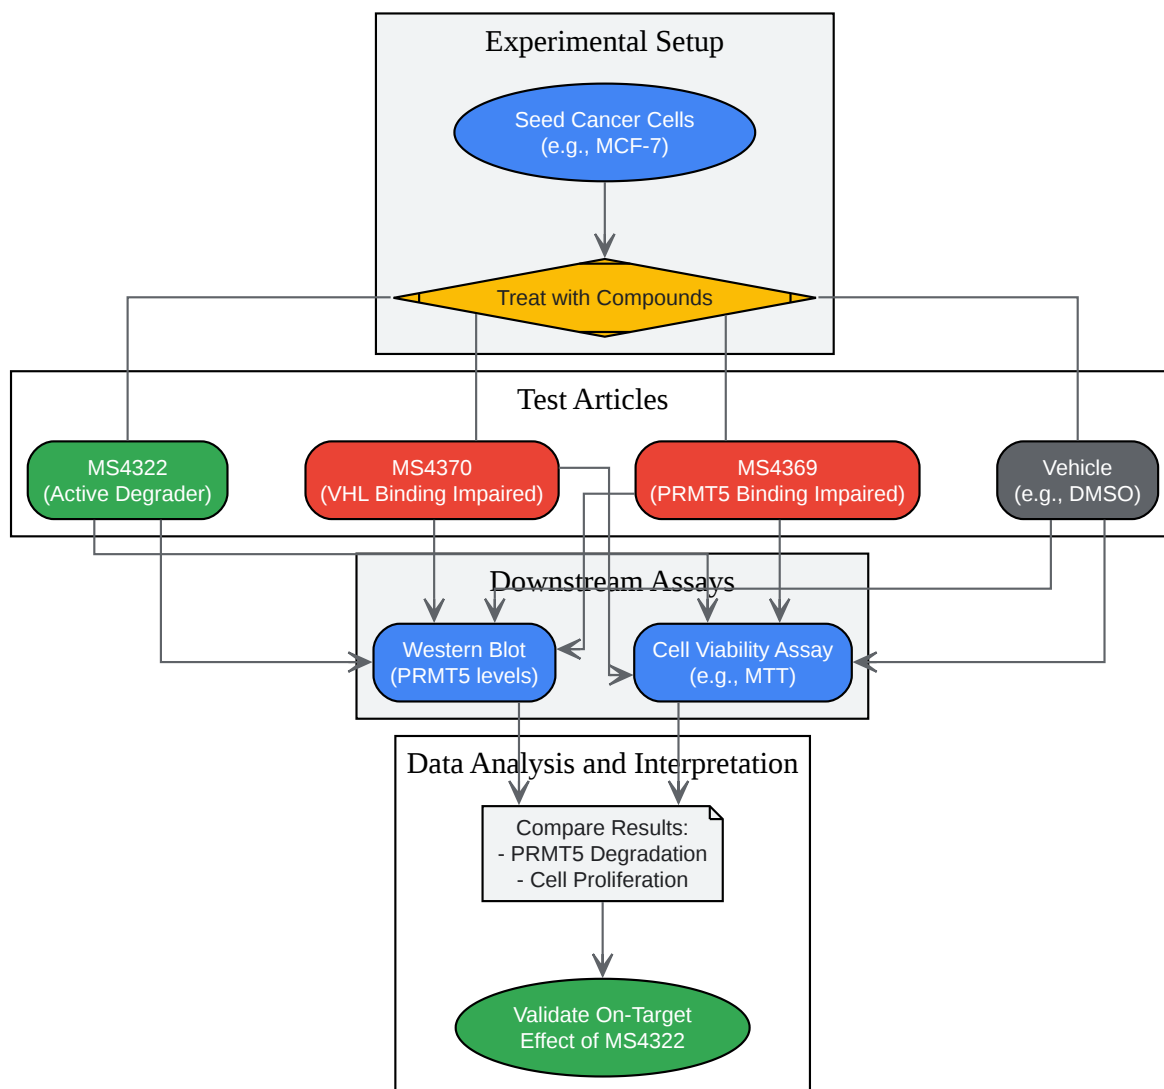 Experimental Setup
Seed Cancer Cells
(e.g., MCF-7)
Treat with Compounds
Test Articles
MS4322
(Active Degrader)
MS4370
(VHL Binding Impaired)
MS4369
(PRMT5 Binding Impaired)
Vehicle
(e.g., DMSO)
Downstream Assays
Western Blot
(PRMT5 levels)
Cell Viability Assay
(e.g., MTT)
Data Analysis and Interpretation
Compare Results:
- PRMT5 Degradation
- Cell Proliferation
Validate On-Target
Effect of MS4322